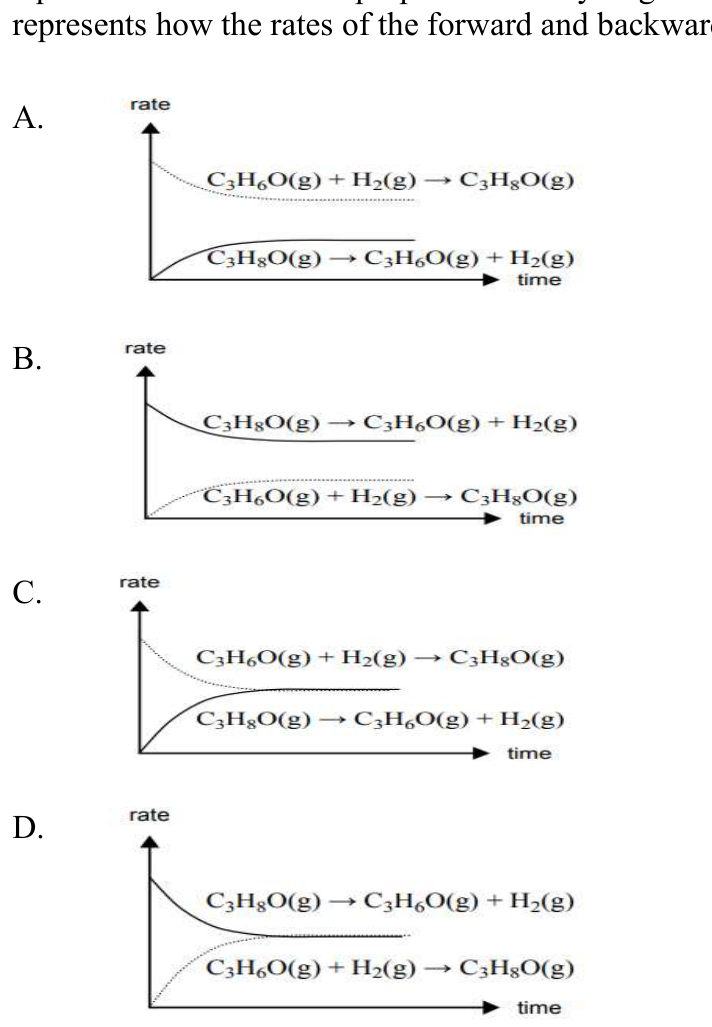 represents how the rates of the forward and
A.
rate
C₃H₆O(g) + H₂(g) → C₃H₈O(g)
C₃H₈O(g) → C₃H₆O(g) + H₂(g)
time
B.
rate
C₃H₈O(g) → C₃H₆O(g) + H₂(g)
C₃H₆O(g) + H₂(g) → C₃H₈O(g)
time
C.
rate
C₃H₆O(g) + H₂(g) → C₃H₈O(g)
C₃H₈O(g) → C₃H₆O(g) + H₂(g)
time
D.
rate
C₃H₈O(g) → C₃H₆O(g) + H₂(g)
C₃H₆O(g) + H₂(g) → C₃H₈O(g)
time